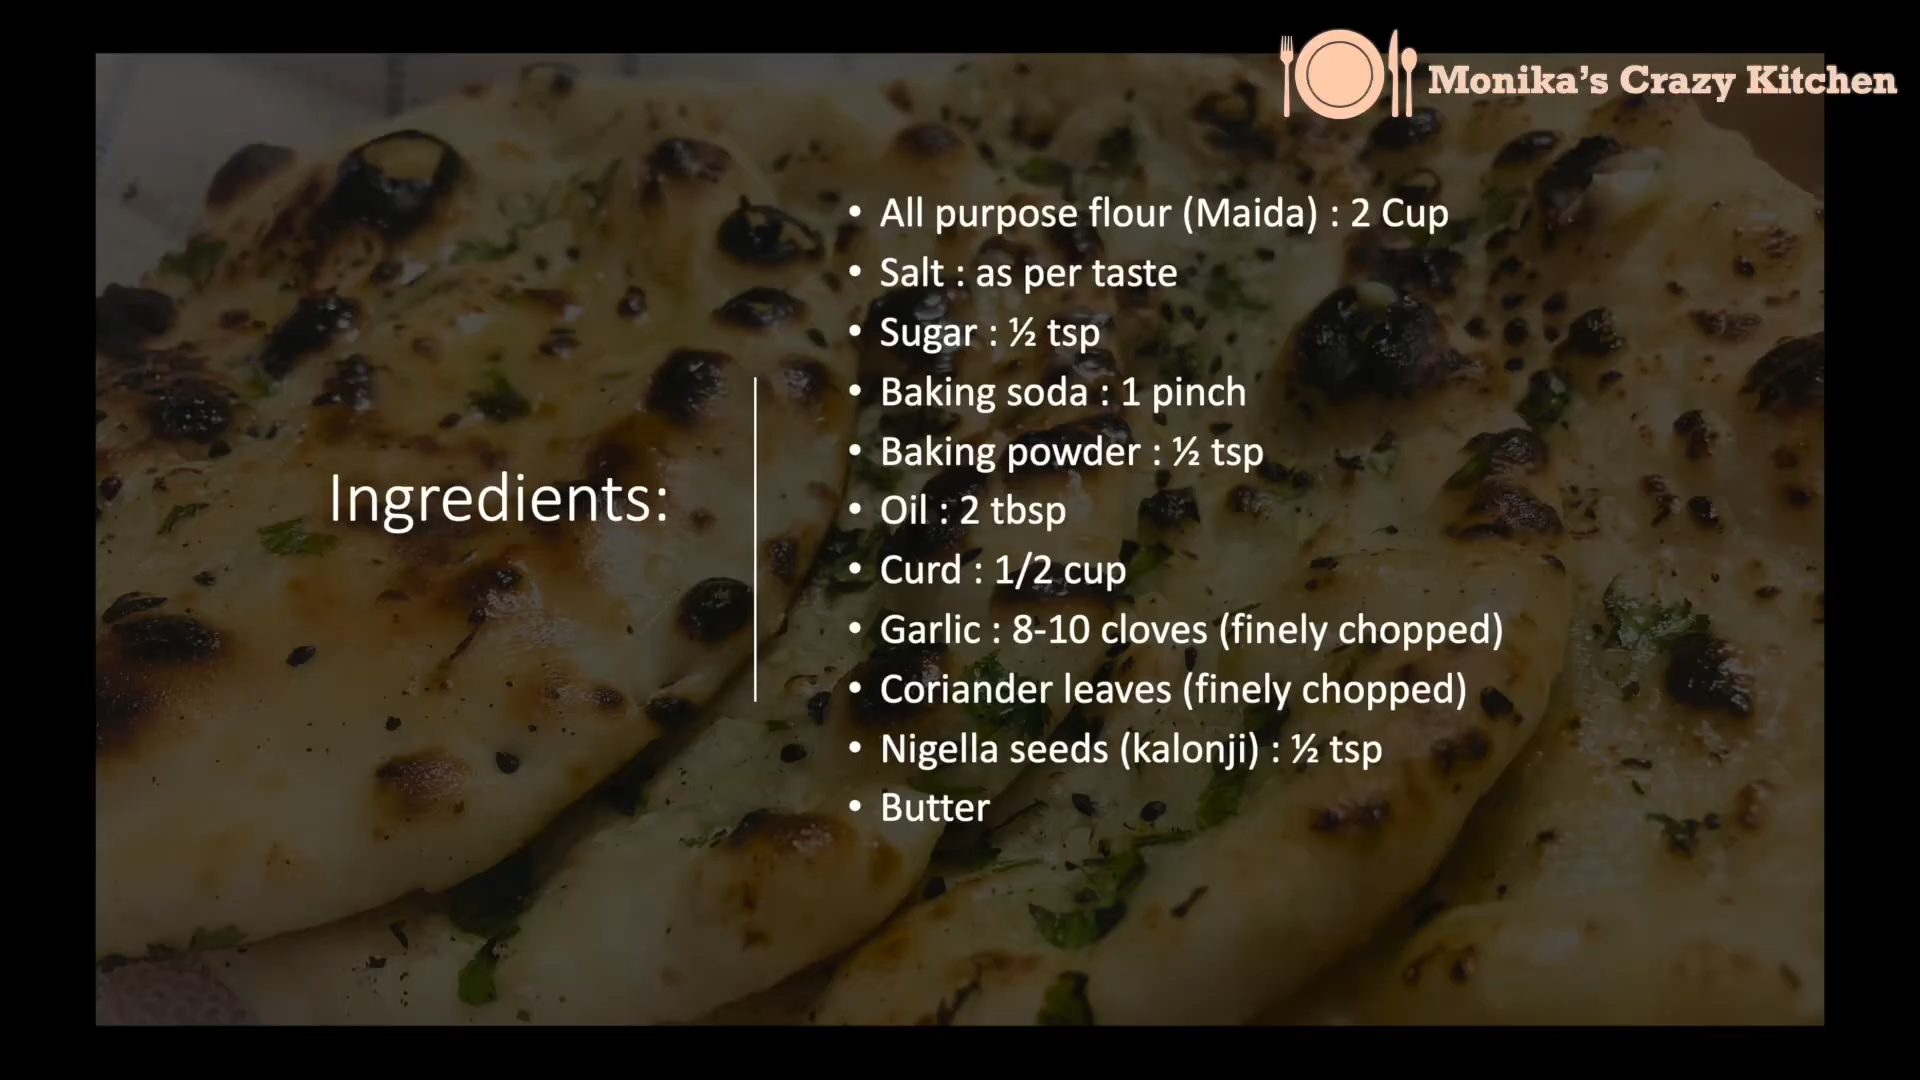 Monika's Crazy Kitchen
Ingredients:
• All purpose flour (Maida) : 2 Cup
• Salt : as per taste
• Sugar : ½ tsp
• Baking soda : 1 pinch
• Baking powder : ½ tsp
• Oil : 2 tbsp
• Curd : 1/2 cup
• Garlic : 8-10 cloves (finely chopped)
• Coriander leaves (finely chopped)
• Nigella seeds (kalonji) : ½ tsp
• Butter